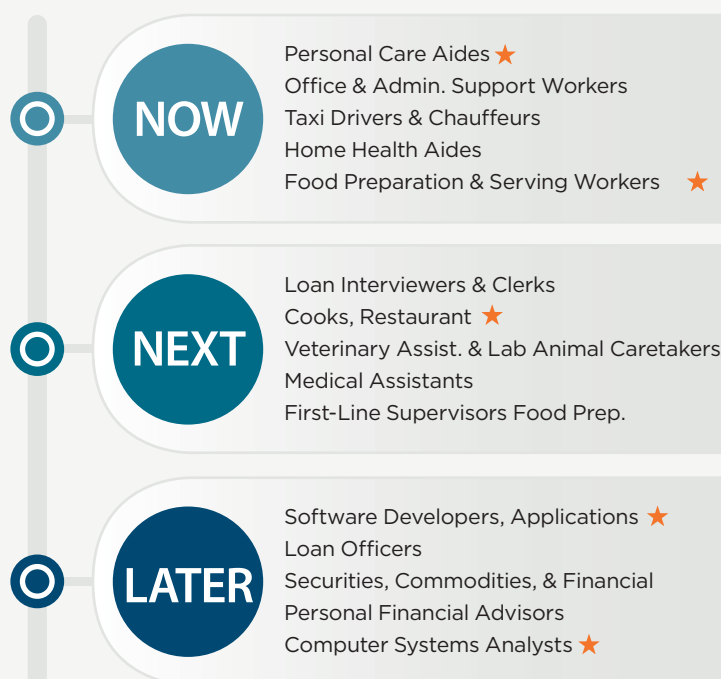 NOW
Personal Care Aides
Office & Admin. Support Workers
Taxi Drivers & Chauffeurs
Home Health Aides
Food Preparation & Serving Workers
NEXT
Loan Interviewers & Clerks
Cooks, Restaurant
Veterinary Assist. & Lab Animal Caretakers
Medical Assistants
First-Line Supervisors Food Prep.
LATER
Software Developers, Applications
Loan Officers
Securities, Commodities, & Financial
Personal Financial Advisors
Computer Systems Analysts